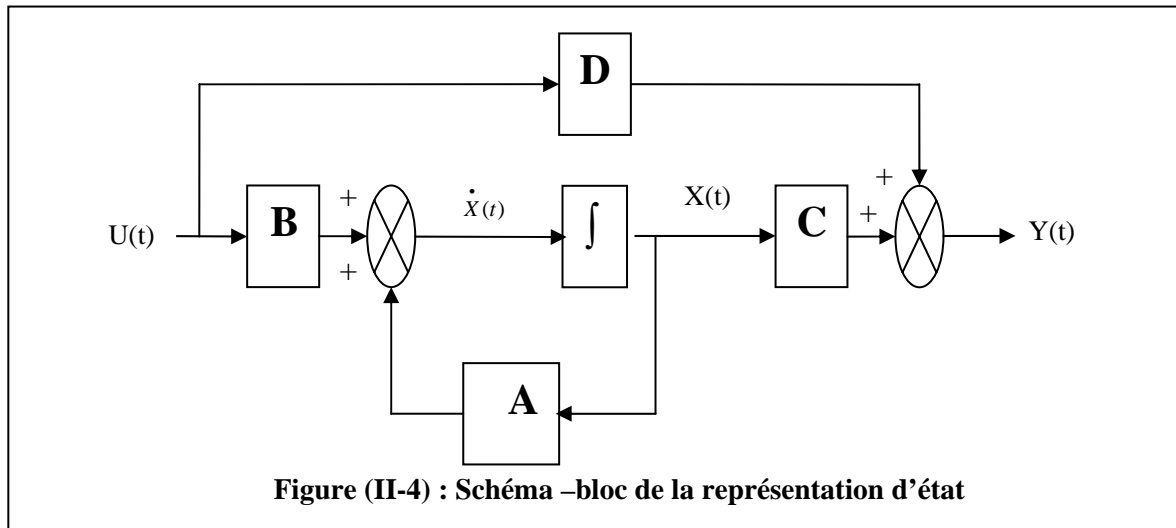 D
+
X(t)
+
B
+
Ẋ(t)
∫
C
+
U(t)
Y(t)
+
A
Figure (II-4) : Schéma –bloc de la représentation d’état